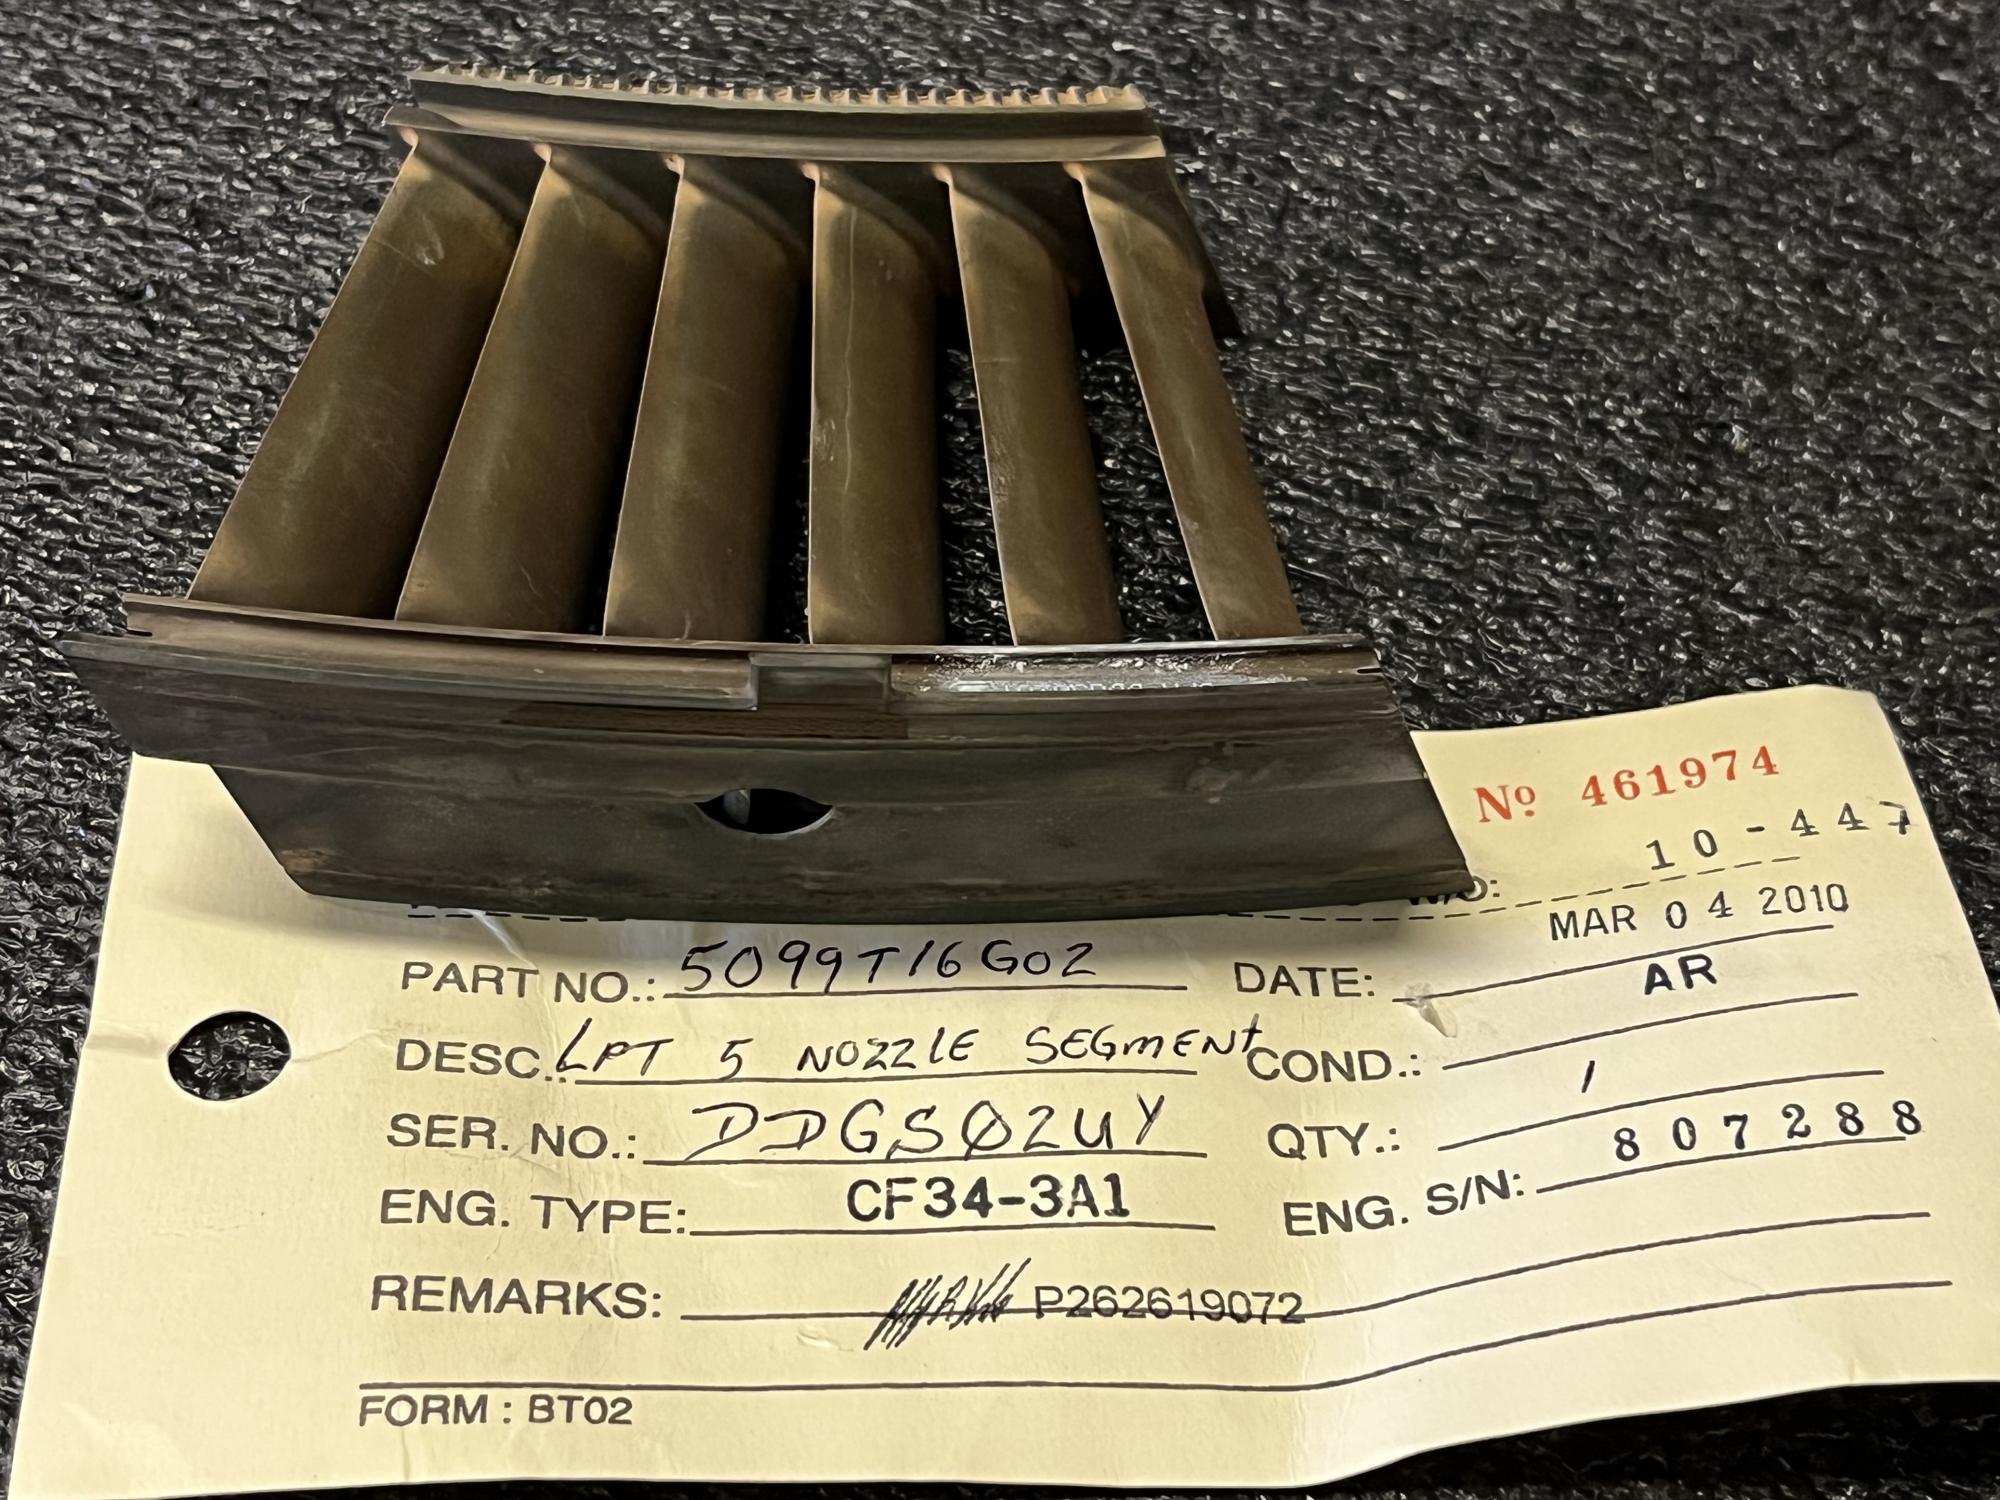 Nº 461974
10-447
W/O:
PART NO.: 5099T16G02 DATE: MAR 04 2010
DESC. LPT 5 NOZZLE SEGMENT COND.: AR
SER. NO.: DDGSØ2UY QTY.: 1
ENG. TYPE: CF34-3A1 ENG. S/N: 807288
REMARKS: P262619072
FORM : BT02